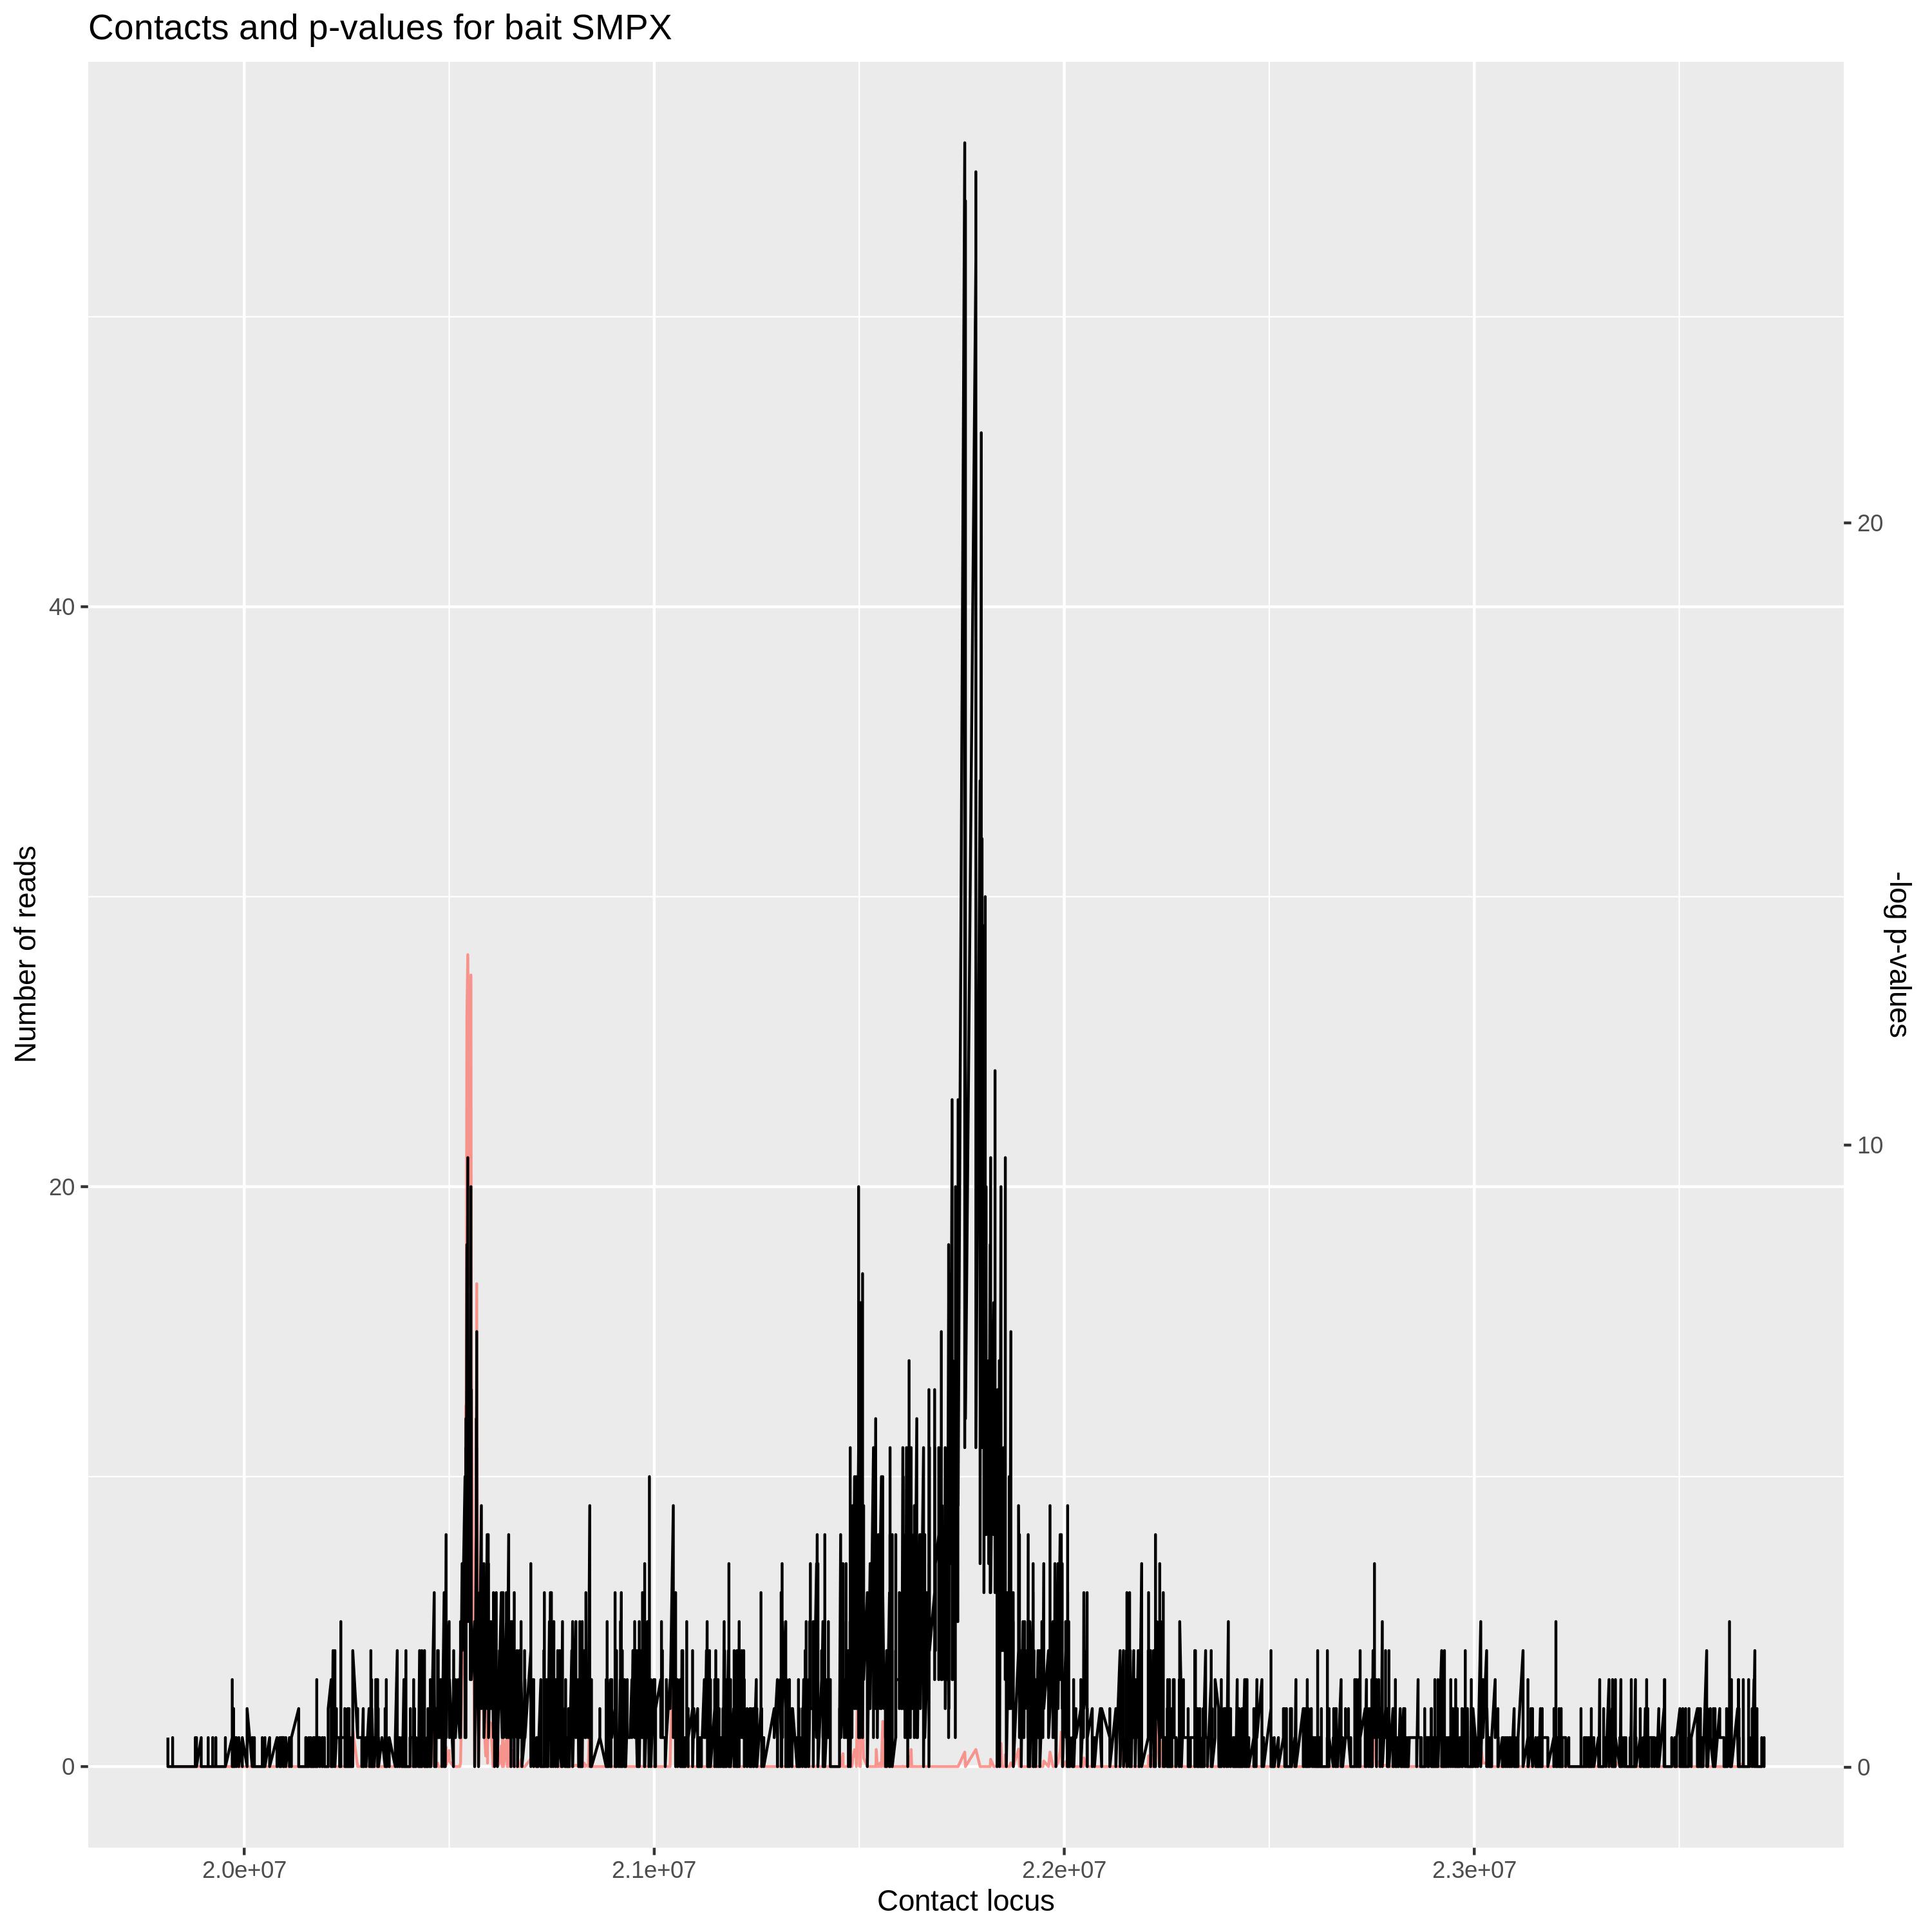 Contacts and p-values for bait SMPX
Number of reads
40
20
0
20
10
0
-log p-values
2.0e+07
2.1e+07
2.2e+07
2.3e+07
Contact locus